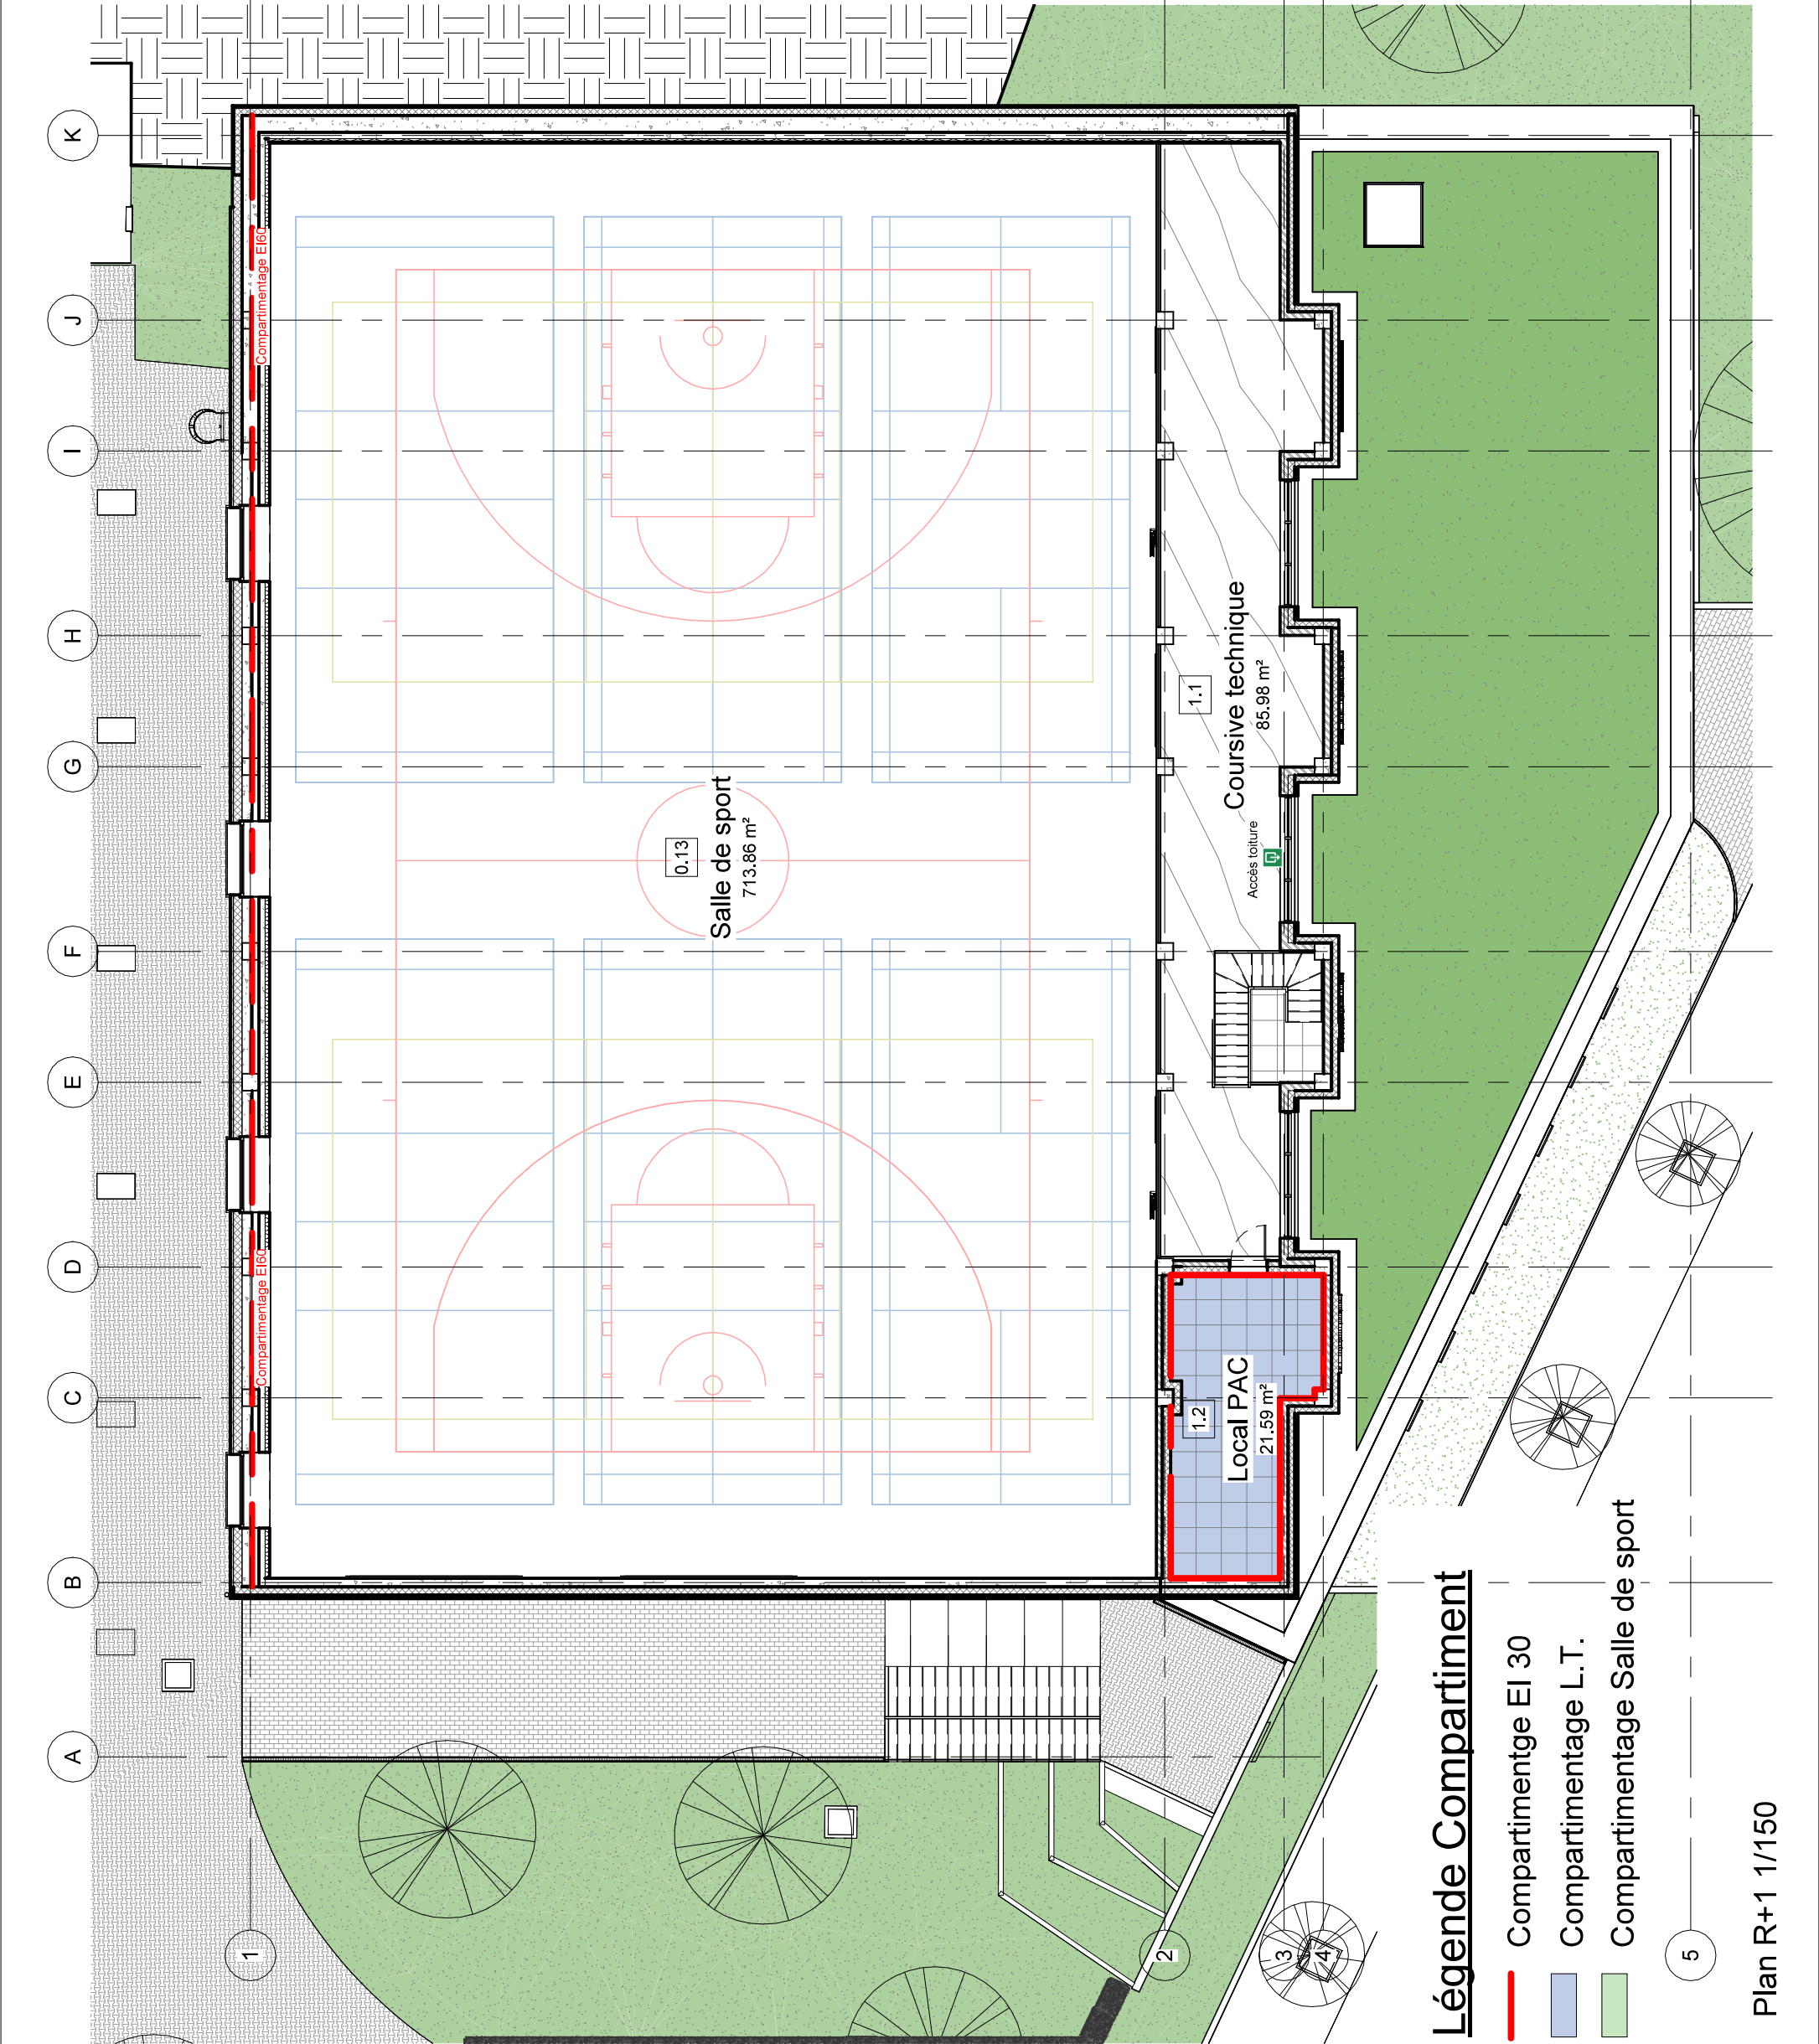 K
J
I
H
G
F
E
D
C
B
A
1
2
3
4
5
Compartimentage EI60
Compartimentage EI60
0.13
Salle de sport
713.86 m²
1.1
Coursive technique
85.98 m²
Accès toiture
1.2
Local PAC
21.59 m²
Légende Compartiment
Compartimentge EI 30
Compartimentage L.T.
Compartimentage Salle de sport
Plan R+1 1/150